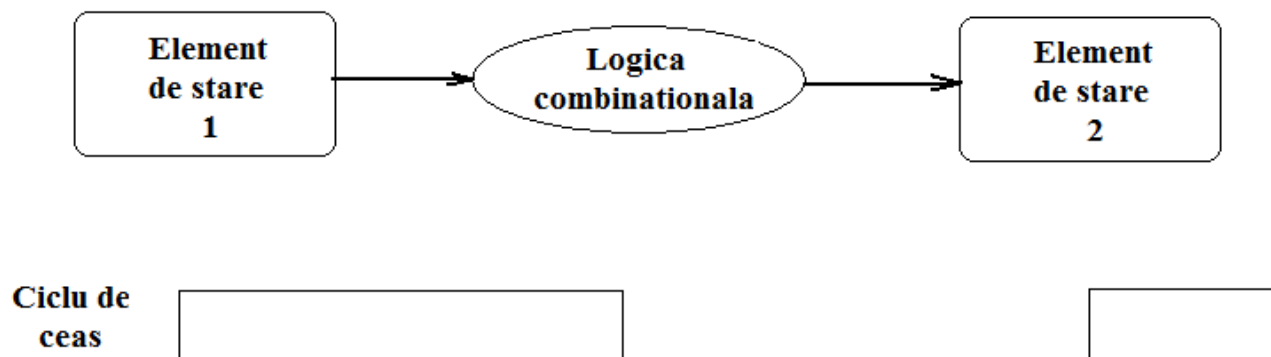 Element
de stare
1
Logica
combinationala
Element
de stare
2
Ciclu de
ceas